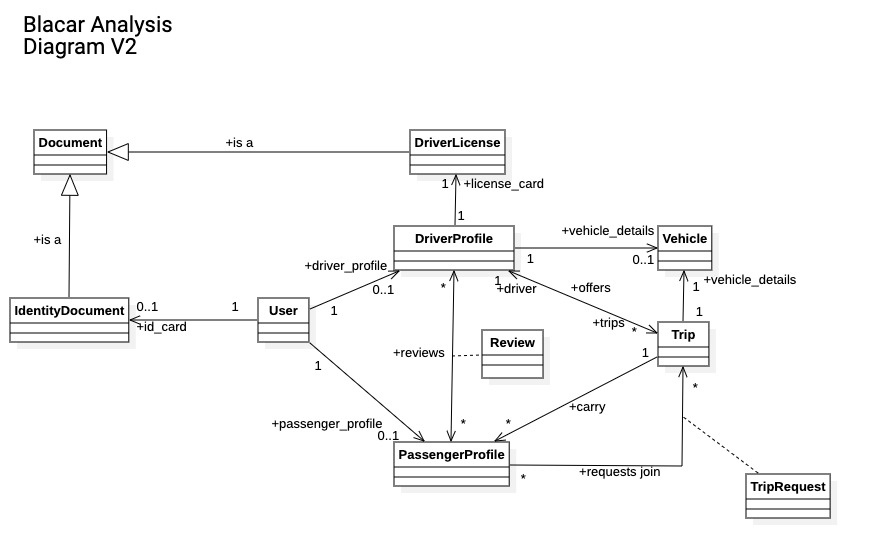 Blacar Analysis
Diagram V2
Document
+is a
DriverLicense
1
+license_card
1
+is a
DriverProfile
+vehicle_details
1
0..1
Vehicle
+driver_profile
0..1
*
1
+driver
+offers
1
+vehicle_details
IdentityDocument
0..1
+id_card
1
User
1
+trips
*
1
Trip
+reviews
Review
1
1
+passenger_profile
0..1
*
*
+carry
*
PassengerProfile
*
+requests join
TripRequest